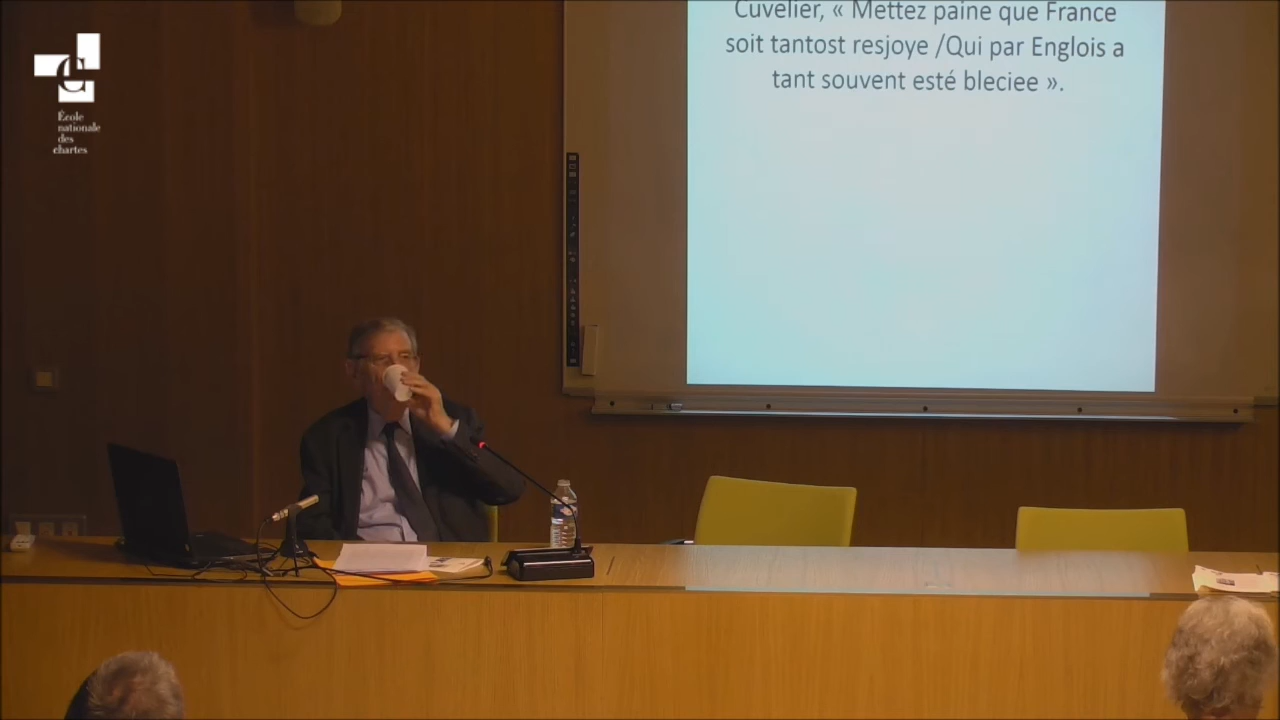 École
nationale
des
chartes
Cuvelier, « Mettez paine que France
soit tantost resjoye /Qui par Englois a
tant souvent esté bleciee ».